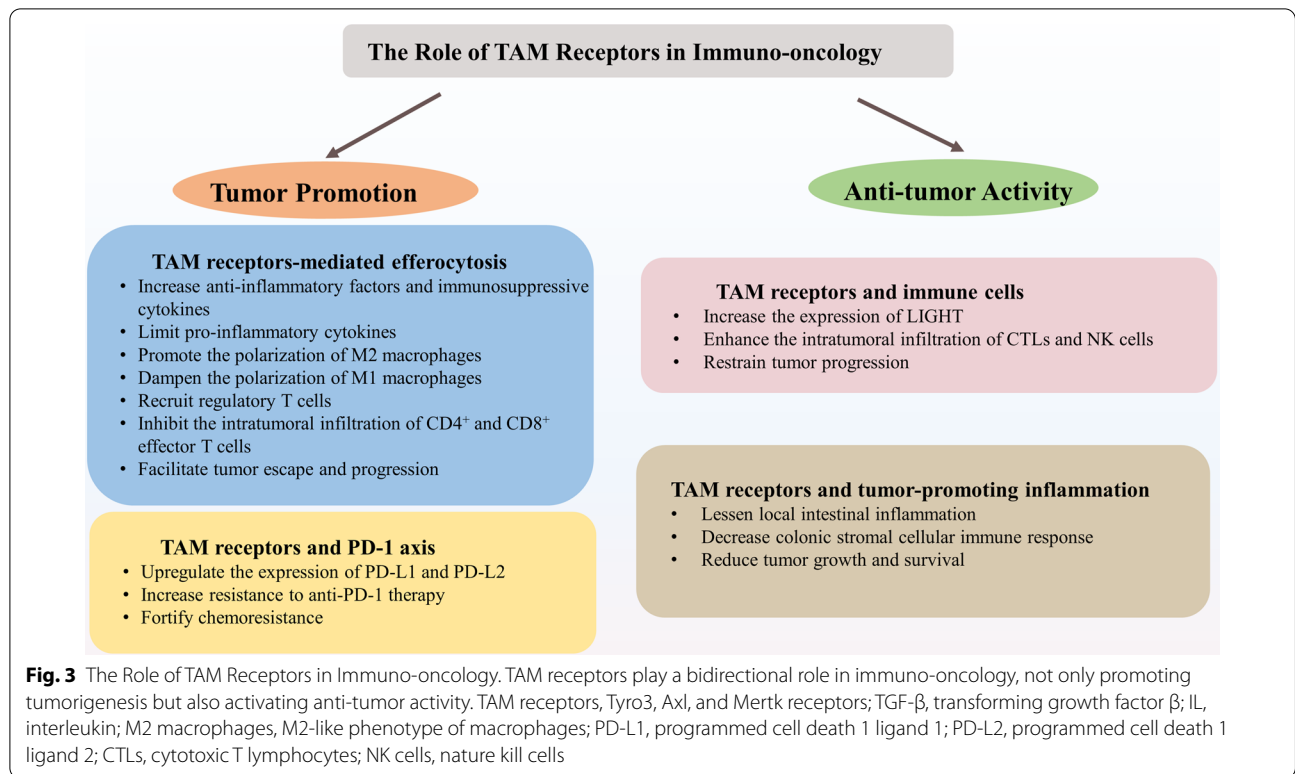 The Role of TAM Receptors in Immuno-oncology
Tumor Promotion
TAM receptors-mediated efferocytosis
• Increase anti-inflammatory factors and immunosuppressive
cytokines
• Limit pro-inflammatory cytokines
• Promote the polarization of M2 macrophages
• Dampen the polarization of M1 macrophages
• Recruit regulatory T cells
• Inhibit the intratumoral infiltration of CD4⁺ and CD8⁺
effector T cells
• Facilitate tumor escape and progression
TAM receptors and PD-1 axis
• Upregulate the expression of PD-L1 and PD-L2
• Increase resistance to anti-PD-1 therapy
• Fortify chemoresistance
Anti-tumor Activity
TAM receptors and immune cells
• Increase the expression of LIGHT
• Enhance the intratumoral infiltration of CTLs and NK cells
• Restrain tumor progression
TAM receptors and tumor-promoting inflammation
• Lessen local intestinal inflammation
• Decrease colonic stromal cellular immune response
• Reduce tumor growth and survival
Fig. 3 The Role of TAM Receptors in Immuno-oncology. TAM receptors play a bidirectional role in immuno-oncology, not only promoting
tumorigenesis but also activating anti-tumor activity. TAM receptors, Tyro3, Axl, and Mertk receptors; TGF-β, transforming growth factor β; IL,
interleukin; M2 macrophages, M2-like phenotype of macrophages; PD-L1, programmed cell death 1 ligand 1; PD-L2, programmed cell death 1
ligand 2; CTLs, cytotoxic T lymphocytes; NK cells, nature kill cells